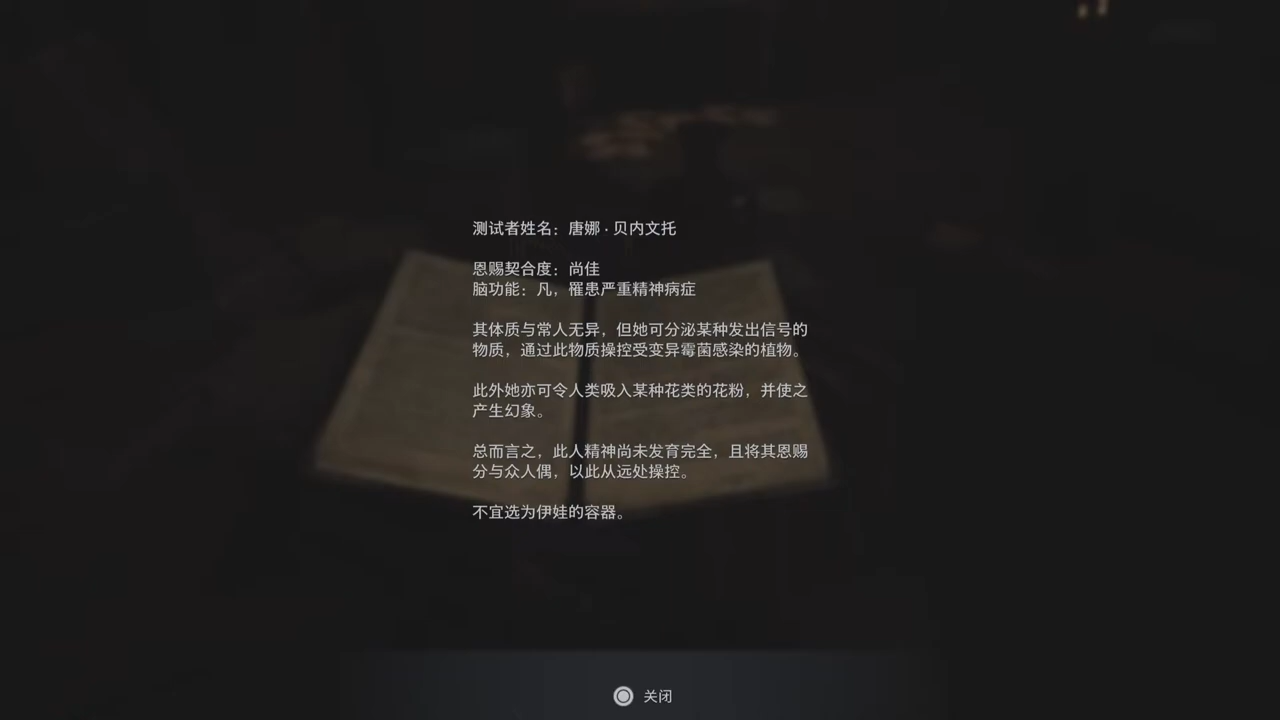 测试者姓名：唐娜·贝内文托
恩赐契合度：尚佳
脑功能：凡，罹患严重精神病症
其体质与常人无异，但她可分泌某种发出信号的
物质，通过此物质操控受变异霉菌感染的植物。
此外她亦可令人类吸入某种花类的花粉，并使之
产生幻象。
总而言之，此人精神尚未发育完全，且将其恩赐
分与众人偶，以此从远处操控。
不宜选为伊娃的容器。
关闭